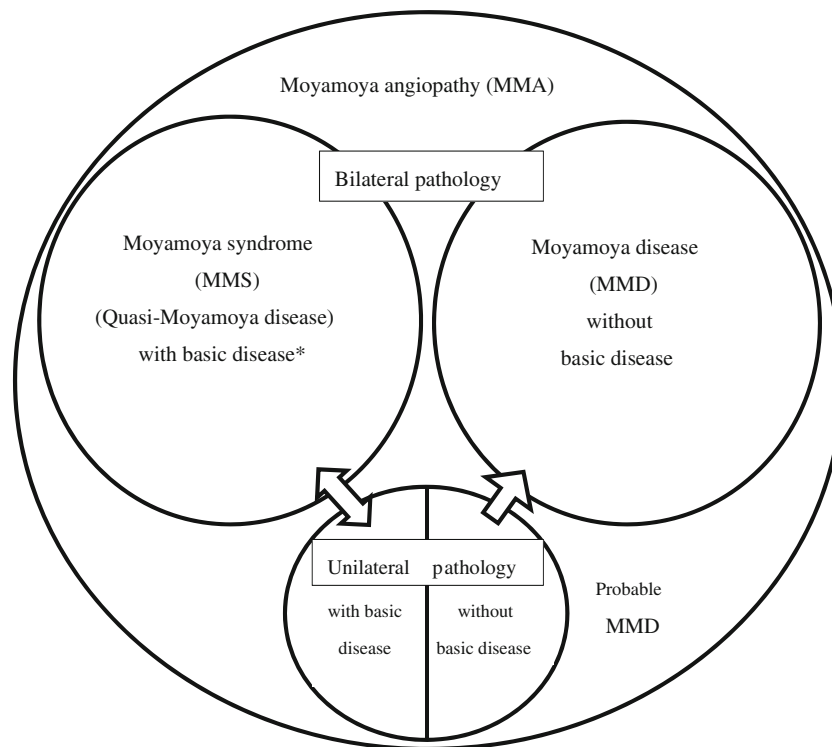 Moyamoya angiopathy (MMA)
Bilateral pathology
Moyamoya syndrome
(MMS)
(Quasi-Moyamoya disease)
with basic disease*
Moyamoya disease
(MMD)
without
basic disease
Unilateral pathology
with basic
disease
without
basic disease
Probable
MMD